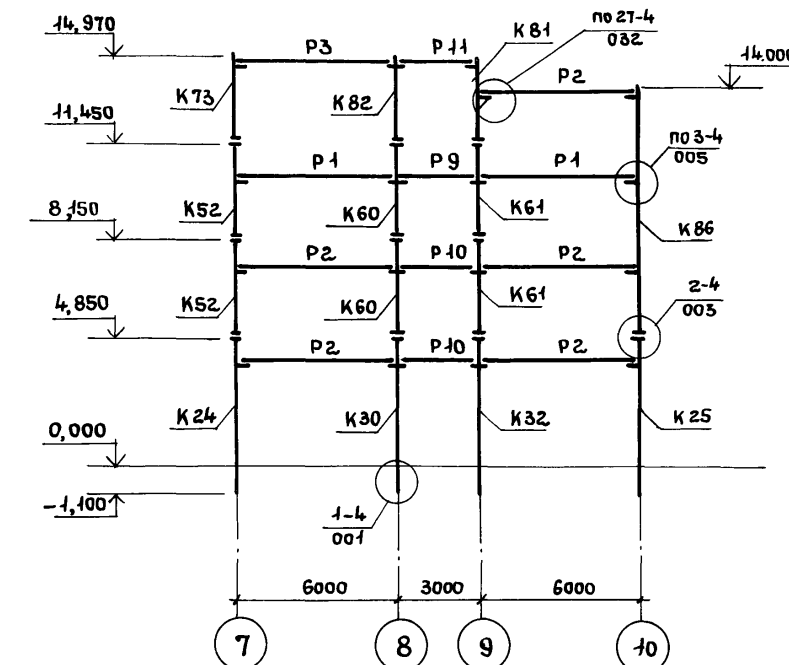 14,970
Р3
Р11
К81
по 27-4
032
14.000
К73
К82
Р2
11,450
по 3-4
005
Р1
Р9
Р1
8,150
К52
К60
К61
К86
Р2
Р10
Р2
4,850
К52
К60
К61
2-4
003
Р2
Р10
Р2
К24
К30
К32
К25
0,000
-1,100
1-4
001
6000
3000
6000
7
8
9
10